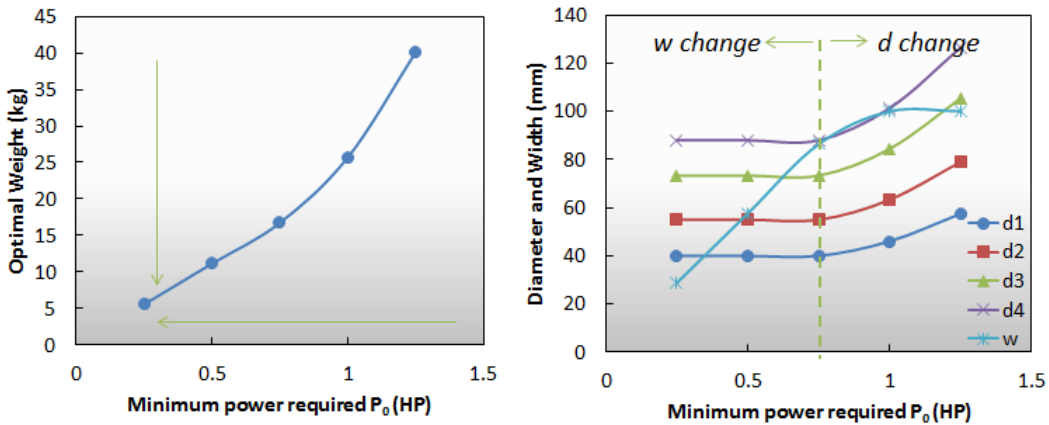 45
40
35
30
25
20
15
10
5
0
Optimal Weight (kg)
0 0.5 1 1.5
Minimum power required P₀ (HP)
140
120
100
80
60
40
20
0
Diameter and Width (mm)
w change
d change
d1
d2
d3
d4
w
0 0.5 1 1.5
Minimum power required P₀ (HP)